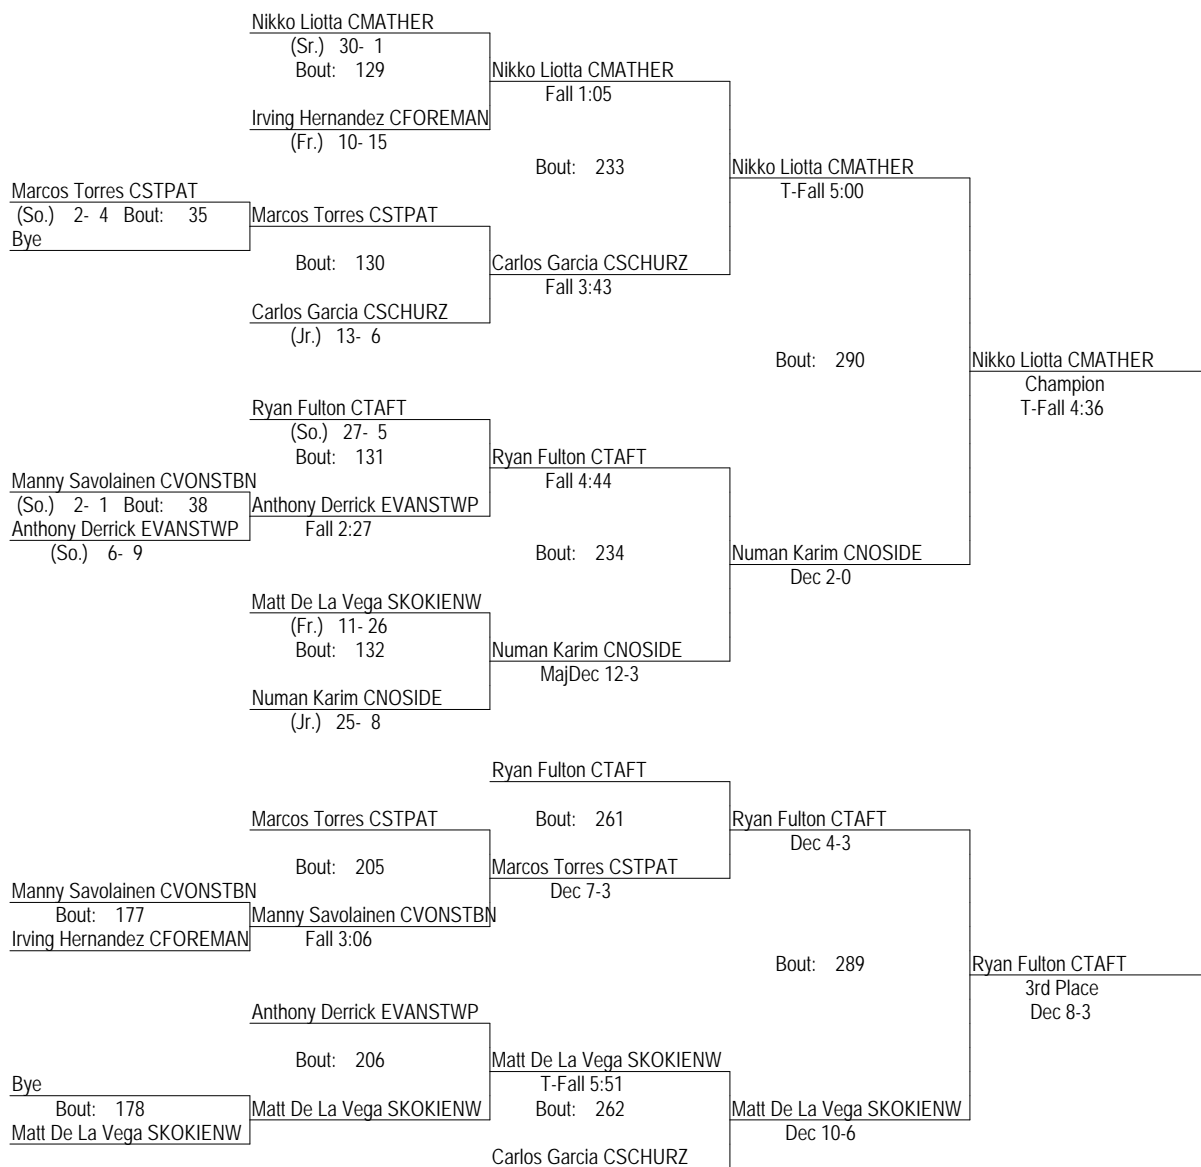 Nikko Liotta CMATHER
(Sr.) 30- 1
Bout: 129
Nikko Liotta CMATHER
Fall 1:05
Irving Hernandez CFOREMAN
(Fr.) 10- 15
Bout: 233
Nikko Liotta CMATHER
T-Fall 5:00
Marcos Torres CSTPAT
(So.) 2- 4 Bout: 35
Bye
Marcos Torres CSTPAT
Bout: 130
Carlos Garcia CSCHURZ
Fall 3:43
Carlos Garcia CSCHURZ
(Jr.) 13- 6
Bout: 290
Nikko Liotta CMATHER
Champion
T-Fall 4:36
Ryan Fulton CTAFT
(So.) 27- 5
Bout: 131
Ryan Fulton CTAFT
Fall 4:44
Manny Savolainen CVONSTBN
(So.) 2- 1 Bout: 38
Anthony Derrick EVANSTWP
(So.) 6- 9
Anthony Derrick EVANSTWP
Fall 2:27
Bout: 234
Numan Karim CNOSIDE
Dec 2-0
Matt De La Vega SKOKIENW
(Fr.) 11- 26
Bout: 132
Numan Karim CNOSIDE
MajDec 12-3
Numan Karim CNOSIDE
(Jr.) 25- 8
Ryan Fulton CTAFT
Bout: 261
Ryan Fulton CTAFT
Dec 4-3
Marcos Torres CSTPAT
Bout: 205
Marcos Torres CSTPAT
Dec 7-3
Manny Savolainen CVONSTBN
Bout: 177
Irving Hernandez CFOREMAN
Manny Savolainen CVONSTBN
Fall 3:06
Bout: 289
Ryan Fulton CTAFT
3rd Place
Dec 8-3
Anthony Derrick EVANSTWP
Bout: 206
Matt De La Vega SKOKIENW
T-Fall 5:51
Bye
Bout: 178
Matt De La Vega SKOKIENW
Matt De La Vega SKOKIENW
Bout: 262
Matt De La Vega SKOKIENW
Dec 10-6
Carlos Garcia CSCHURZ